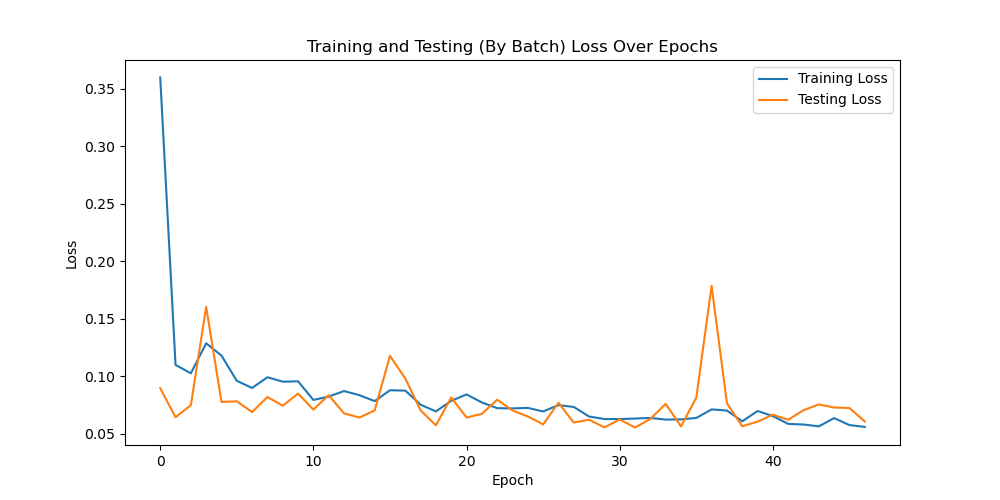 Training and Testing (By Batch) Loss Over Epochs
Training Loss
Testing Loss
0.35
0.30
0.25
0.20
0.15
0.10
0.05
Loss
0
10
20
30
40
Epoch